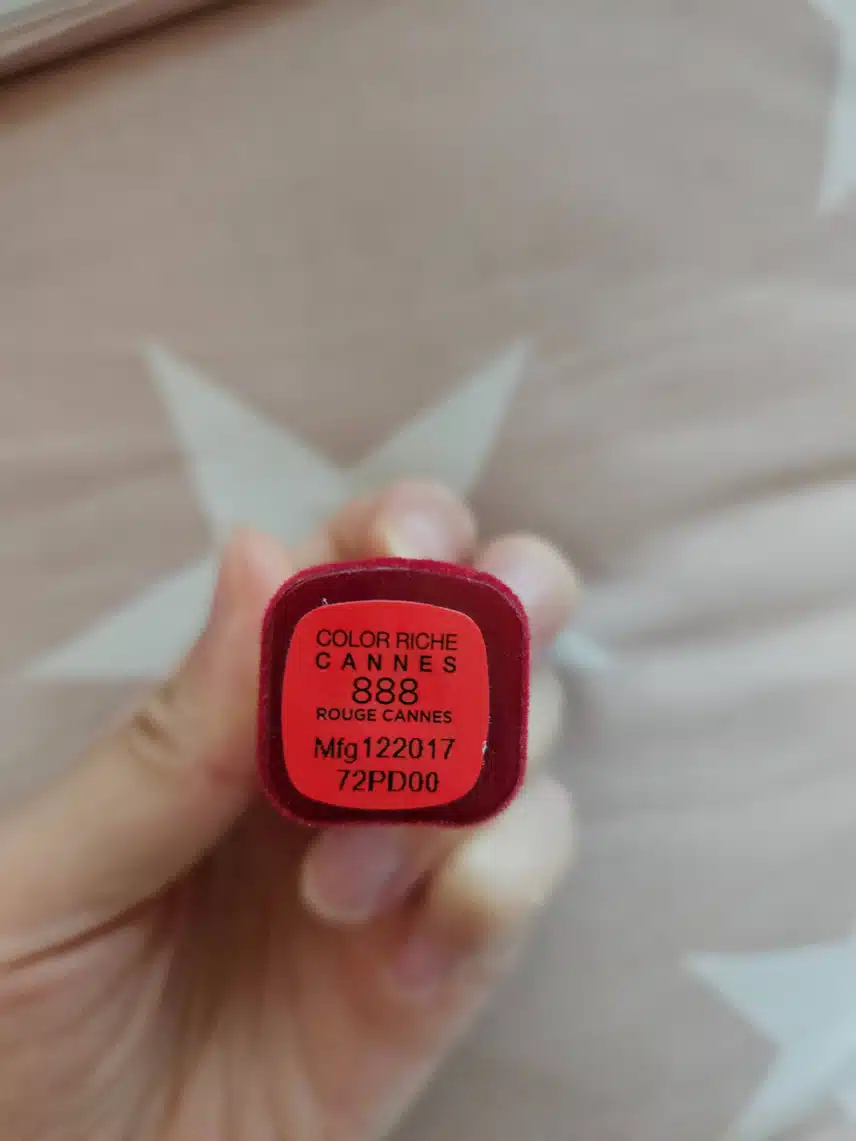 COLOR RICHE
CANNES
888
ROUGE CANNES
Mfg122017
72PD00